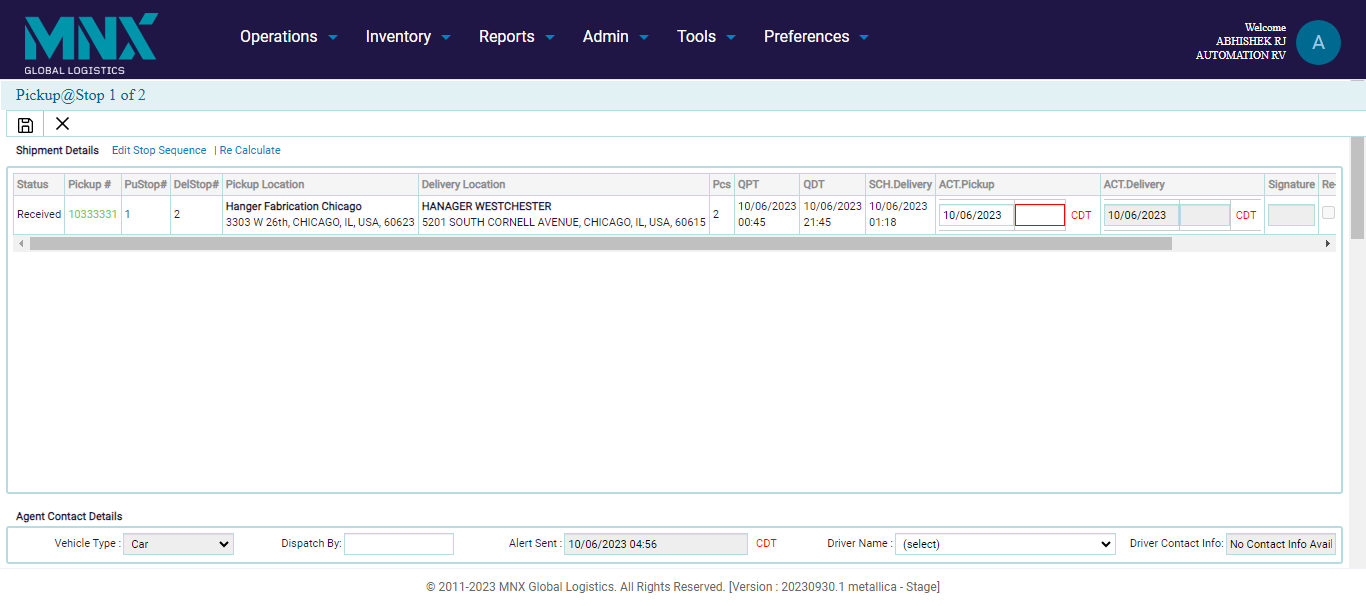 MNX
GLOBAL LOGISTICS
Operations Inventory Reports Admin Tools Preferences
Welcome
ABHISHEK RJ
AUTOMATION RV
A
Pickup@Stop 1 of 2
Shipment Details Edit Stop Sequence | Re Calculate
Status Pickup # PuStop# DelStop# Pickup Location Delivery Location Pcs QPT QDT SCH.Delivery ACT.Pickup ACT.Delivery Signature Re-
Hanger Fabrication Chicago HANAGER WESTCHESTER 10/06/2023 10/06/2023 10/06/2023
Received 10333331 1 2 2 10/06/2023 CDT 10/06/2023 CDT
3303 W 26th, CHICAGO, IL, USA, 60623 5201 SOUTH CORNELL AVENUE, CHICAGO, IL, USA, 60615 00:45 21:45 01:18
Agent Contact Details
Vehicle Type : Car Dispatch By: Alert Sent : 10/06/2023 04:56 CDT Driver Name : (select) Driver Contact Info: No Contact Info Avail
© 2011-2023 MNX Global Logistics. All Rights Reserved. [Version : 20230930.1 metallica - Stage]